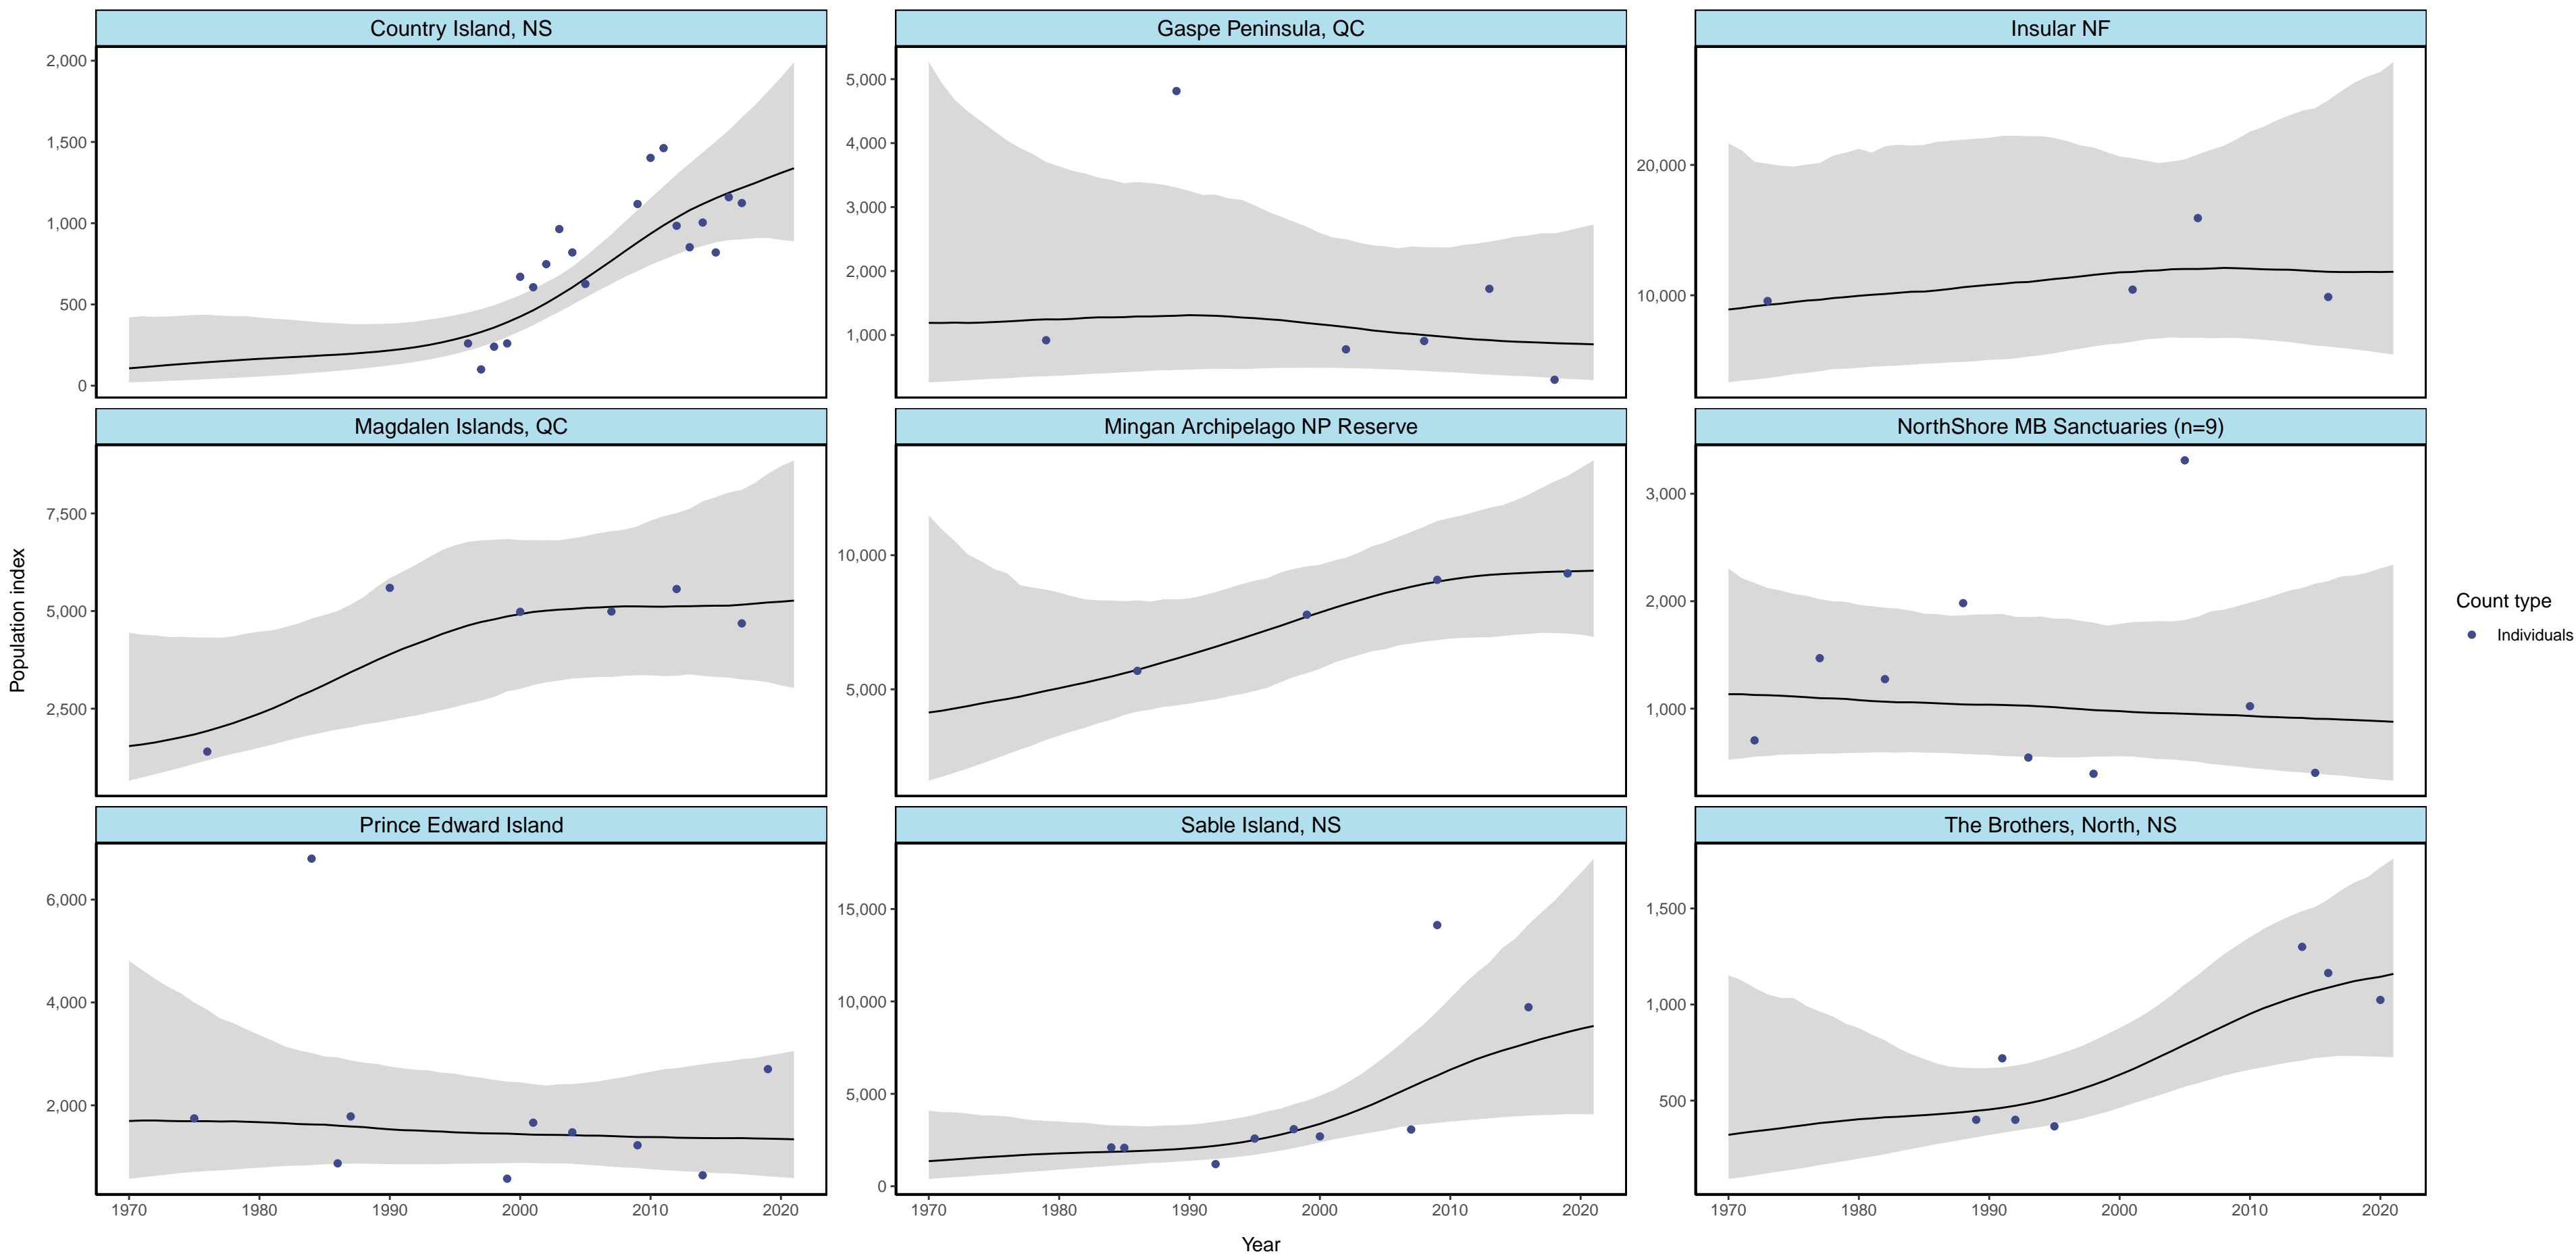 Country Island, NS
Gaspe Peninsula, QC
Insular NF
2,000
1,500
1,000
500
0
5,000
4,000
3,000
2,000
1,000
20,000
10,000
Magdalen Islands, QC
Mingan Archipelago NP Reserve
NorthShore MB Sanctuaries (n=9)
7,500
5,000
2,500
10,000
5,000
3,000
2,000
1,000
Prince Edward Island
Sable Island, NS
The Brothers, North, NS
6,000
4,000
2,000
15,000
10,000
5,000
0
1,500
1,000
500
1970 1980 1990 2000 2010 2020
1970 1980 1990 2000 2010 2020
1970 1980 1990 2000 2010 2020
Population index
Year
Count type
Individuals